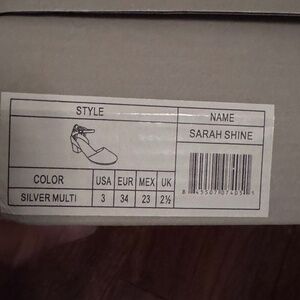 STYLE
NAME
SARAH SHINE
COLOR USA EUR MEX UK
SILVER MULTI 3 34 23 2½